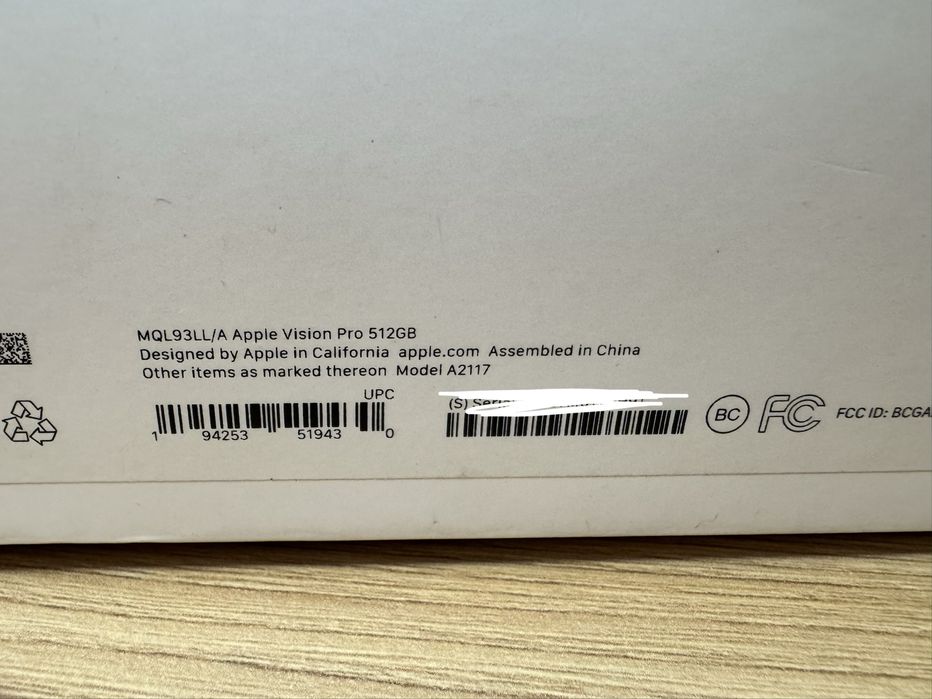 MQL93LL/A Apple Vision Pro 512GB
Designed by Apple in California apple.com Assembled in China
Other items as marked thereon Model A2117
UPC
1 94253 51943 0
(S)
BC
FC
FCC ID: